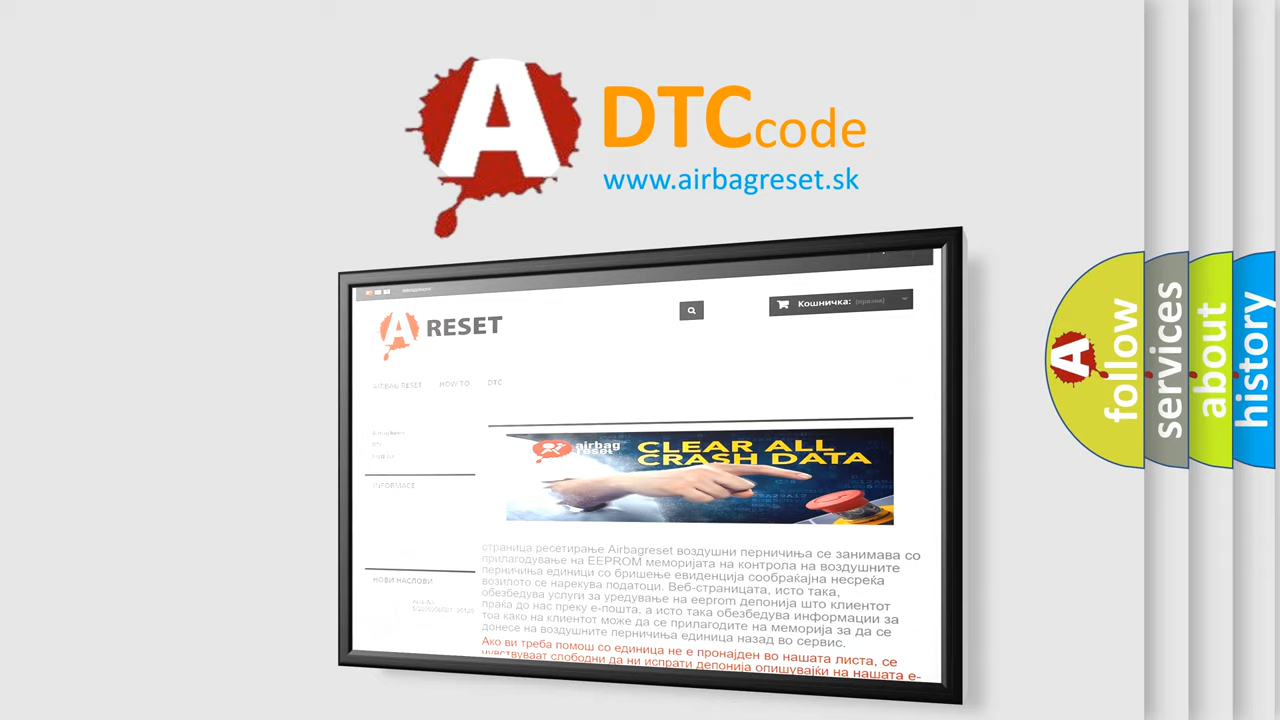 A
DTC code
www.airbagreset.sk
A RESET
Кошничка: (празни)
AIRBAG RESET
HOW TO
DTC
INFORMACE
НОВИ НАСЛОВИ
airbag
reset
CLEAR ALL
CRASH DATA
страница ресетирање Airbagreset воздушни перничиња се занимава со
прилагодување на EEPROM меморијата на контрола на воздушните
перничиња единици со бришење евиденција сообраќајна несреќа
возилото се нарекува податоци. Веб-страницата, исто така,
обезбедува услуги за уредување на eeprom депонија што клиентот
праќа до нас преку е-пошта, а исто така обезбедува информации за
тоа како на клиентот може да се прилагодите на меморија за да се
донесе на воздушните перничиња единица назад во сервис.
Ако ви треба помош со единица не е пронајден во нашата листа, се
чувствуваат слободни да ни испрати депонија опишувајќи на нашата е-
A
follow
services
about
history